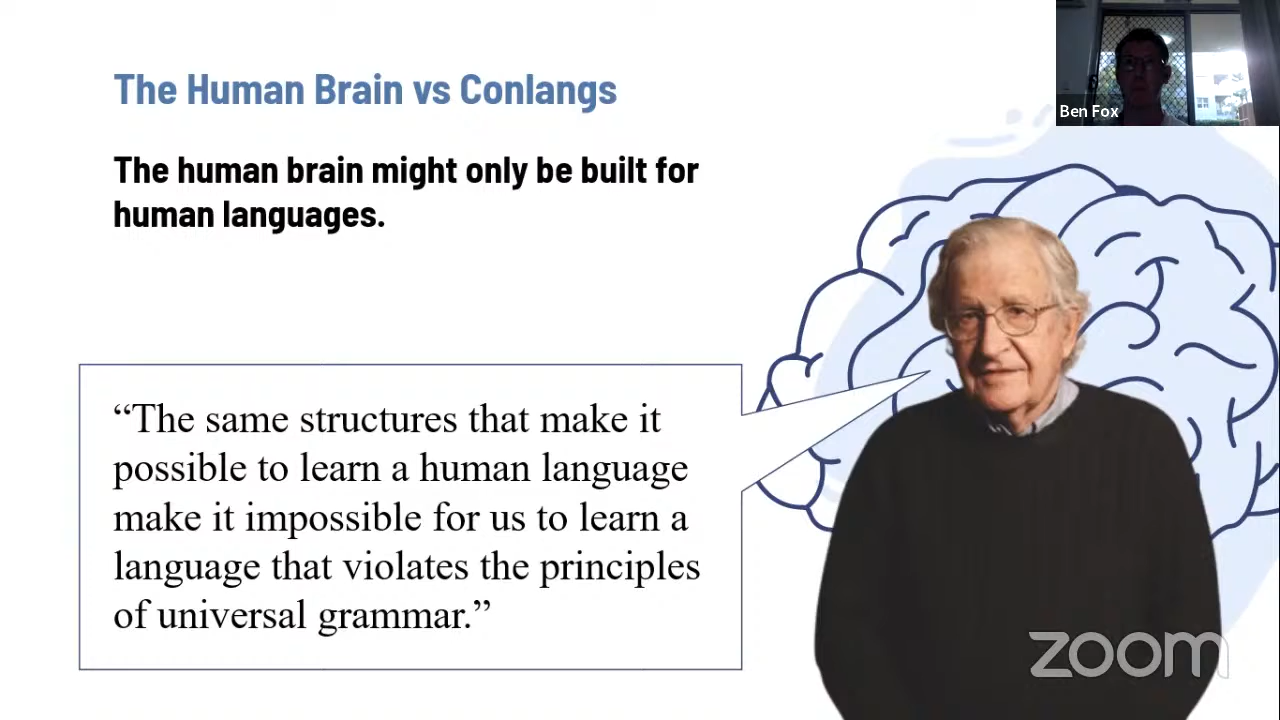 The Human Brain vs Conlangs
Ben Fox
The human brain might only be built for
human languages.
“The same structures that make it
possible to learn a human language
make it impossible for us to learn a
language that violates the principles
of universal grammar.”
zoom